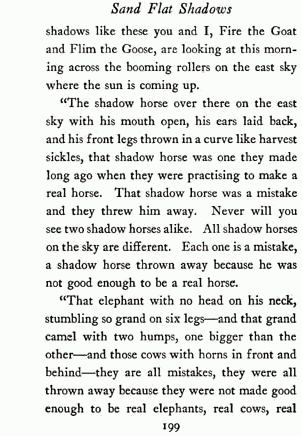 Sand Flat Shadows
shadows like these you and I, Fire the Goat
and Flim the Goose, are looking at this morn-
ing across the booming rollers on the east sky
where the sun is coming up.
“The shadow horse over there on the east
sky with his mouth open, his ears laid back,
and his front legs thrown in a curve like harvest
sickles, that shadow horse was one they made
long ago when they were practising to make a
real horse. That shadow horse was a mistake
and they threw him away. Never will you
see two shadow horses alike. All shadow horses
on the sky are different. Each one is a mistake,
a shadow horse thrown away because he was
not good enough to be a real horse.
“That elephant with no head on his neck,
stumbling so grand on six legs—and that grand
camel with two humps, one bigger than the
other—and those cows with horns in front and
behind—they are all mistakes, they were all
thrown away because they were not made good
enough to be real elephants, real cows, real
199